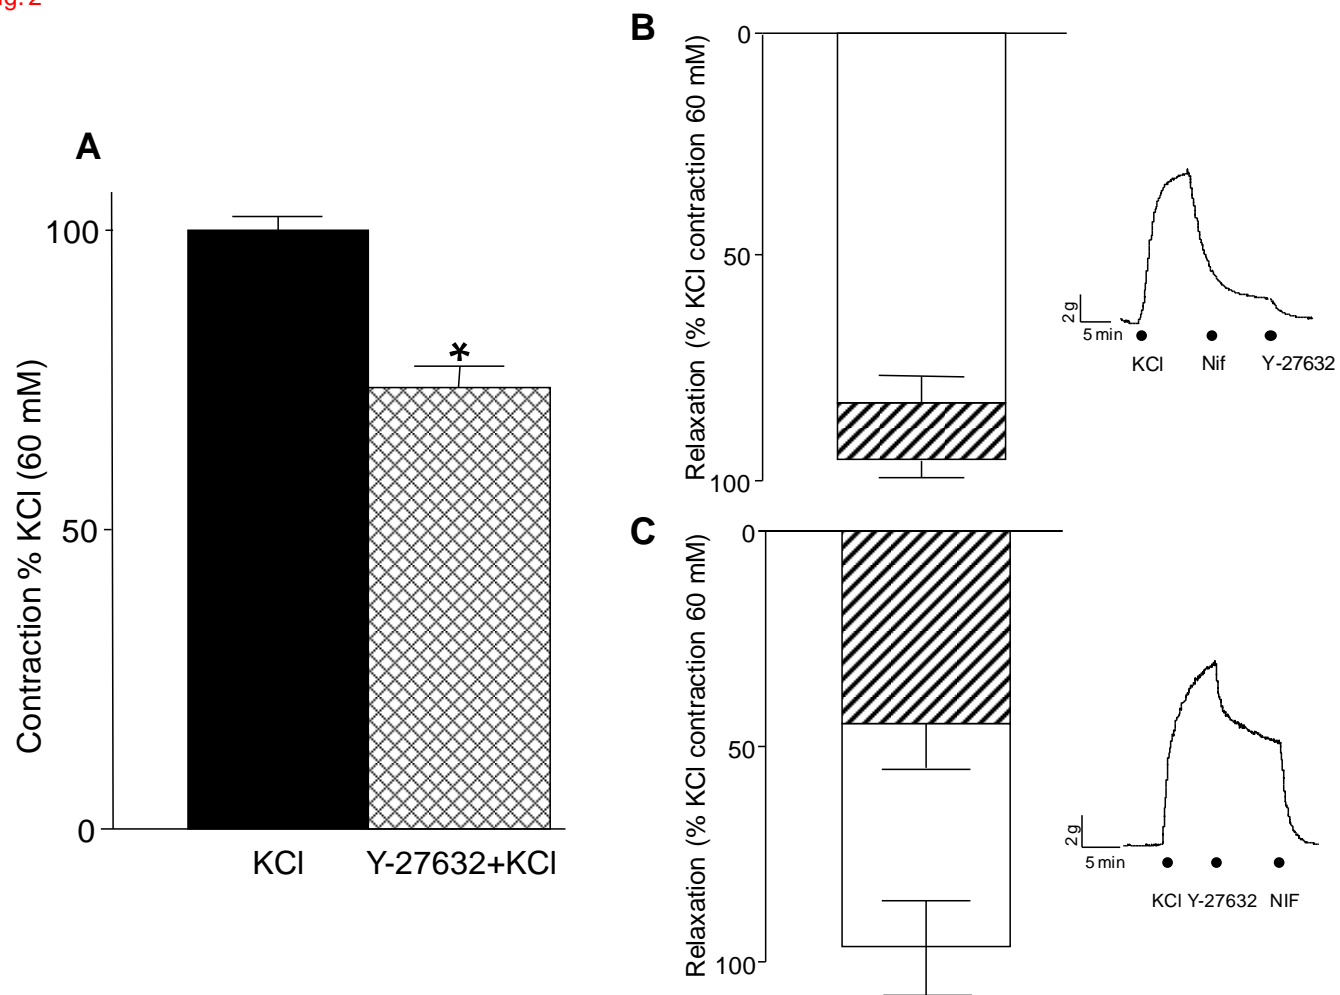 g. 2
A
Contraction % KCl (60 mM)
100
50
0
*
KCl
Y-27632+KCl
B
Relaxation (% KCl contraction 60 mM)
0
50
100
2 g
5 min
KCl
Nif
Y-27632
C
Relaxation (% KCl contraction 60 mM)
0
50
100
2 g
5 min
KCl Y-27632 NIF